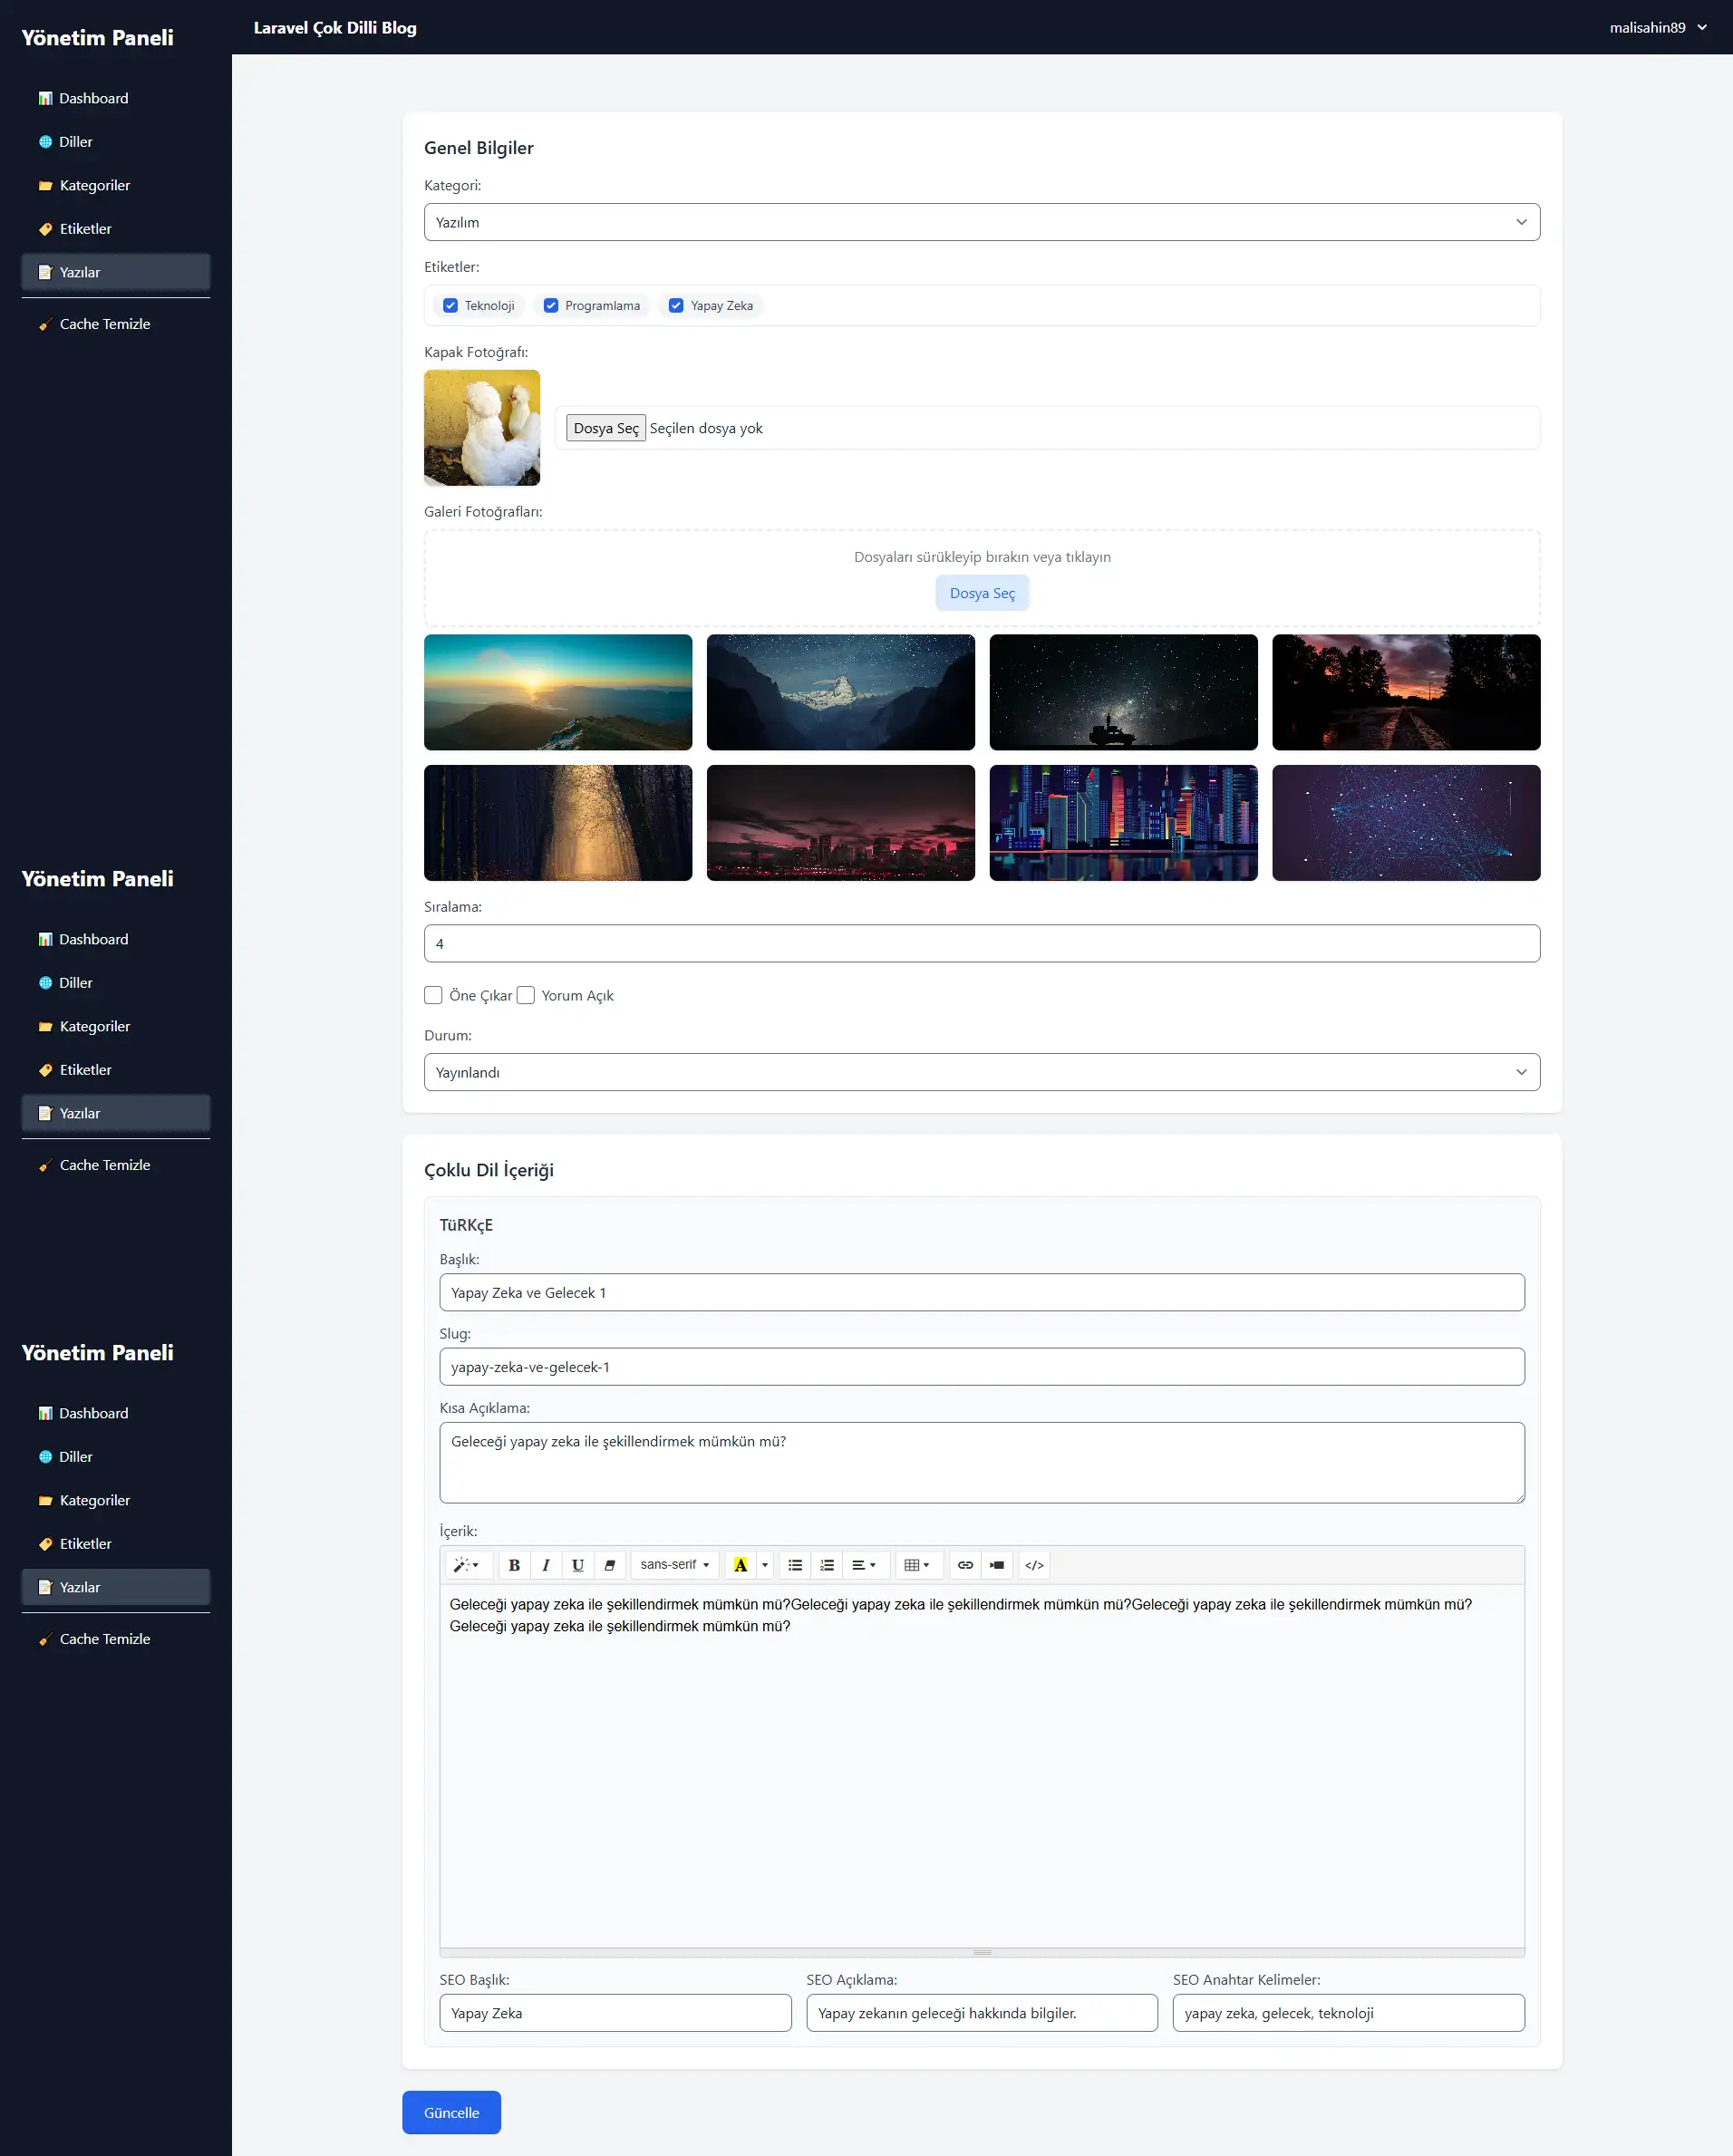 Yönetim Paneli
Dashboard
Diller
Kategoriler
Etiketler
Yazılar
Cache Temizle
Yönetim Paneli
Dashboard
Diller
Kategoriler
Etiketler
Yazılar
Cache Temizle
Yönetim Paneli
Dashboard
Diller
Kategoriler
Etiketler
Yazılar
Cache Temizle
Laravel Çok Dilli Blog
malisahin89
Genel Bilgiler
Kategori:
Yazılım
Etiketler:
Teknoloji Programlama Yapay Zeka
Kapak Fotoğrafı:
Dosya Seç Seçilen dosya yok
Galeri Fotoğrafları:
Dosyaları sürükleyip bırakın veya tıklayın
Dosya Seç
Sıralama:
4
Öne Çıkar Yorum Açık
Durum:
Yayınlandı
Çoklu Dil İçeriği
TüRKçE
Başlık:
Yapay Zeka ve Gelecek 1
Slug:
yapay-zeka-ve-gelecek-1
Kısa Açıklama:
Geleceği yapay zeka ile şekillendirmek mümkün mü?
İçerik:
B I U sans-serif A </>
Geleceği yapay zeka ile şekillendirmek mümkün mü?Geleceği yapay zeka ile şekillendirmek mümkün mü?Geleceği yapay zeka ile şekillendirmek mümkün mü?
Geleceği yapay zeka ile şekillendirmek mümkün mü?
SEO Başlık: SEO Açıklama: SEO Anahtar Kelimeler:
Yapay Zeka Yapay zekanın geleceği hakkında bilgiler. yapay zeka, gelecek, teknoloji
Güncelle